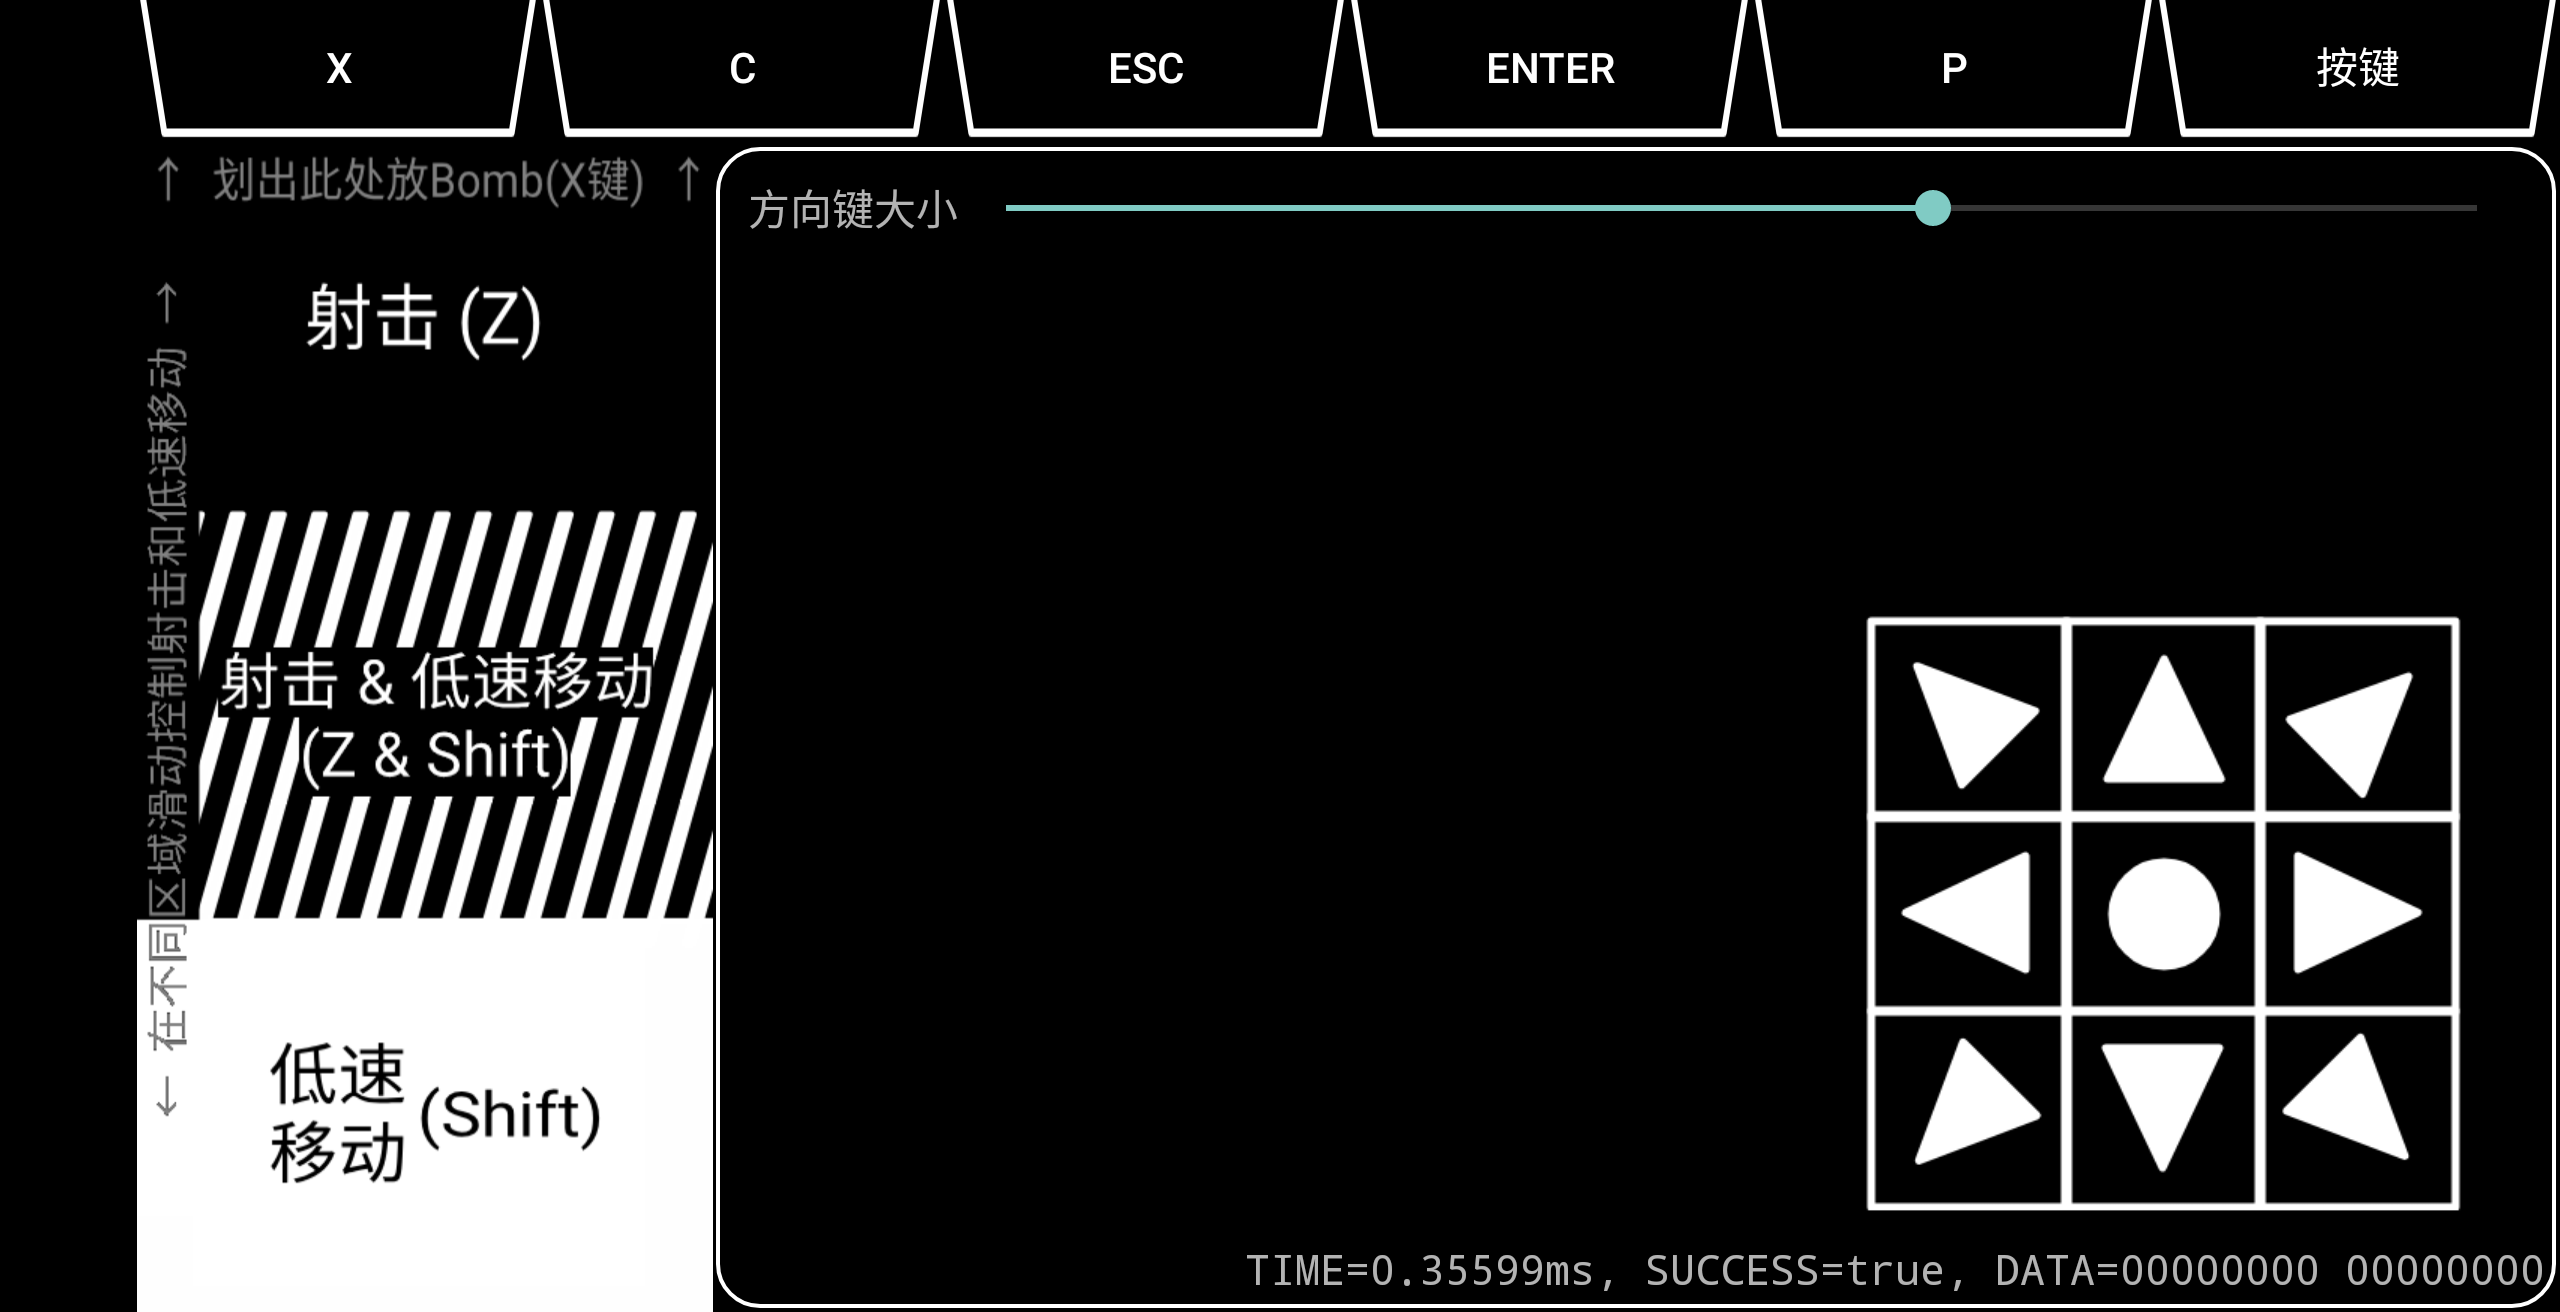 X
C
ESC
ENTER
P
按键
↑ 划出此处放Bomb(X键) ↑
方向键大小
射击 (Z)
← 在不同区域滑动控制射击和低速移动 →
射击 & 低速移动
(Z & Shift)
低速
移动
(Shift)
TIME=0.35599ms, SUCCESS=true, DATA=00000000 00000000